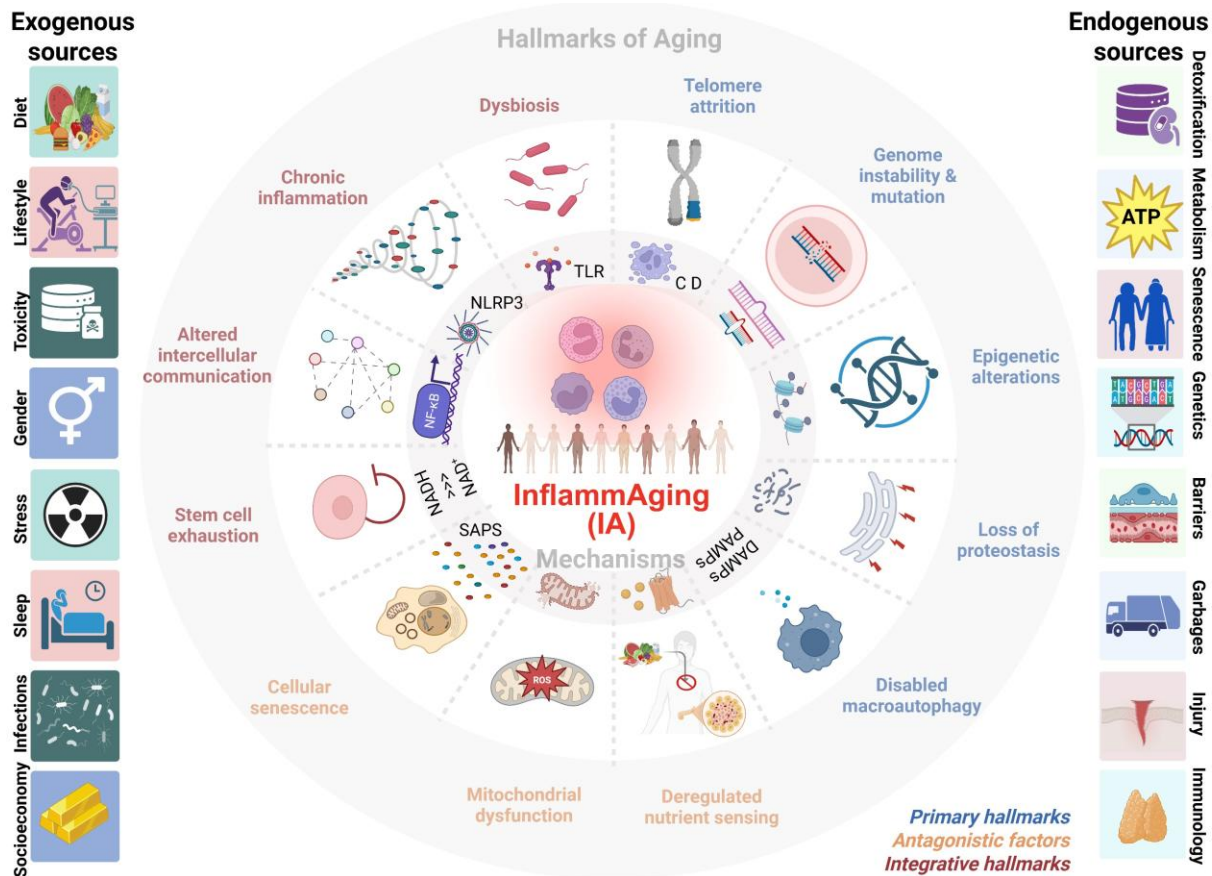 Exogenous
sources
Diet
Lifestyle
Toxicity
Gender
Stress
Sleep
Infections
Socioeconomy
Hallmarks of Aging
Dysbiosis
Telomere
attrition
Chronic
inflammation
Genome
instability &
mutation
Altered
intercellular
communication
Epigenetic
alterations
Stem cell
exhaustion
Loss of
proteostasis
Cellular
senescence
Disabled
macroautophagy
Mitochondrial
dysfunction
Deregulated
nutrient sensing
TLR
C D
NLRP3
NF-κB
NADH
<<<
NAD+
SAPS
DAMPs
PAMPs
ROS
InflammAging
(IA)
Mechanisms
Primary hallmarks
Antagonistic factors
Integrative hallmarks
Endogenous
sources
Detoxification
Metabolism
ATP
Senescence
Genetics
TACGCTGA
ATGCGACT
Barriers
Garbages
Injury
Immunology